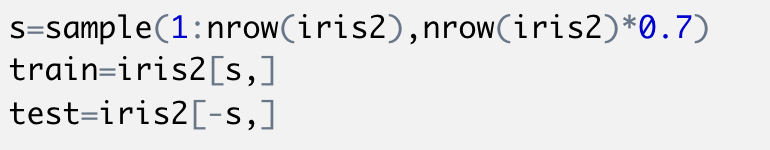 s=sample(1:nrow(iris2),nrow(iris2)*0.7)
train=iris2[s,]
test=iris2[-s,]